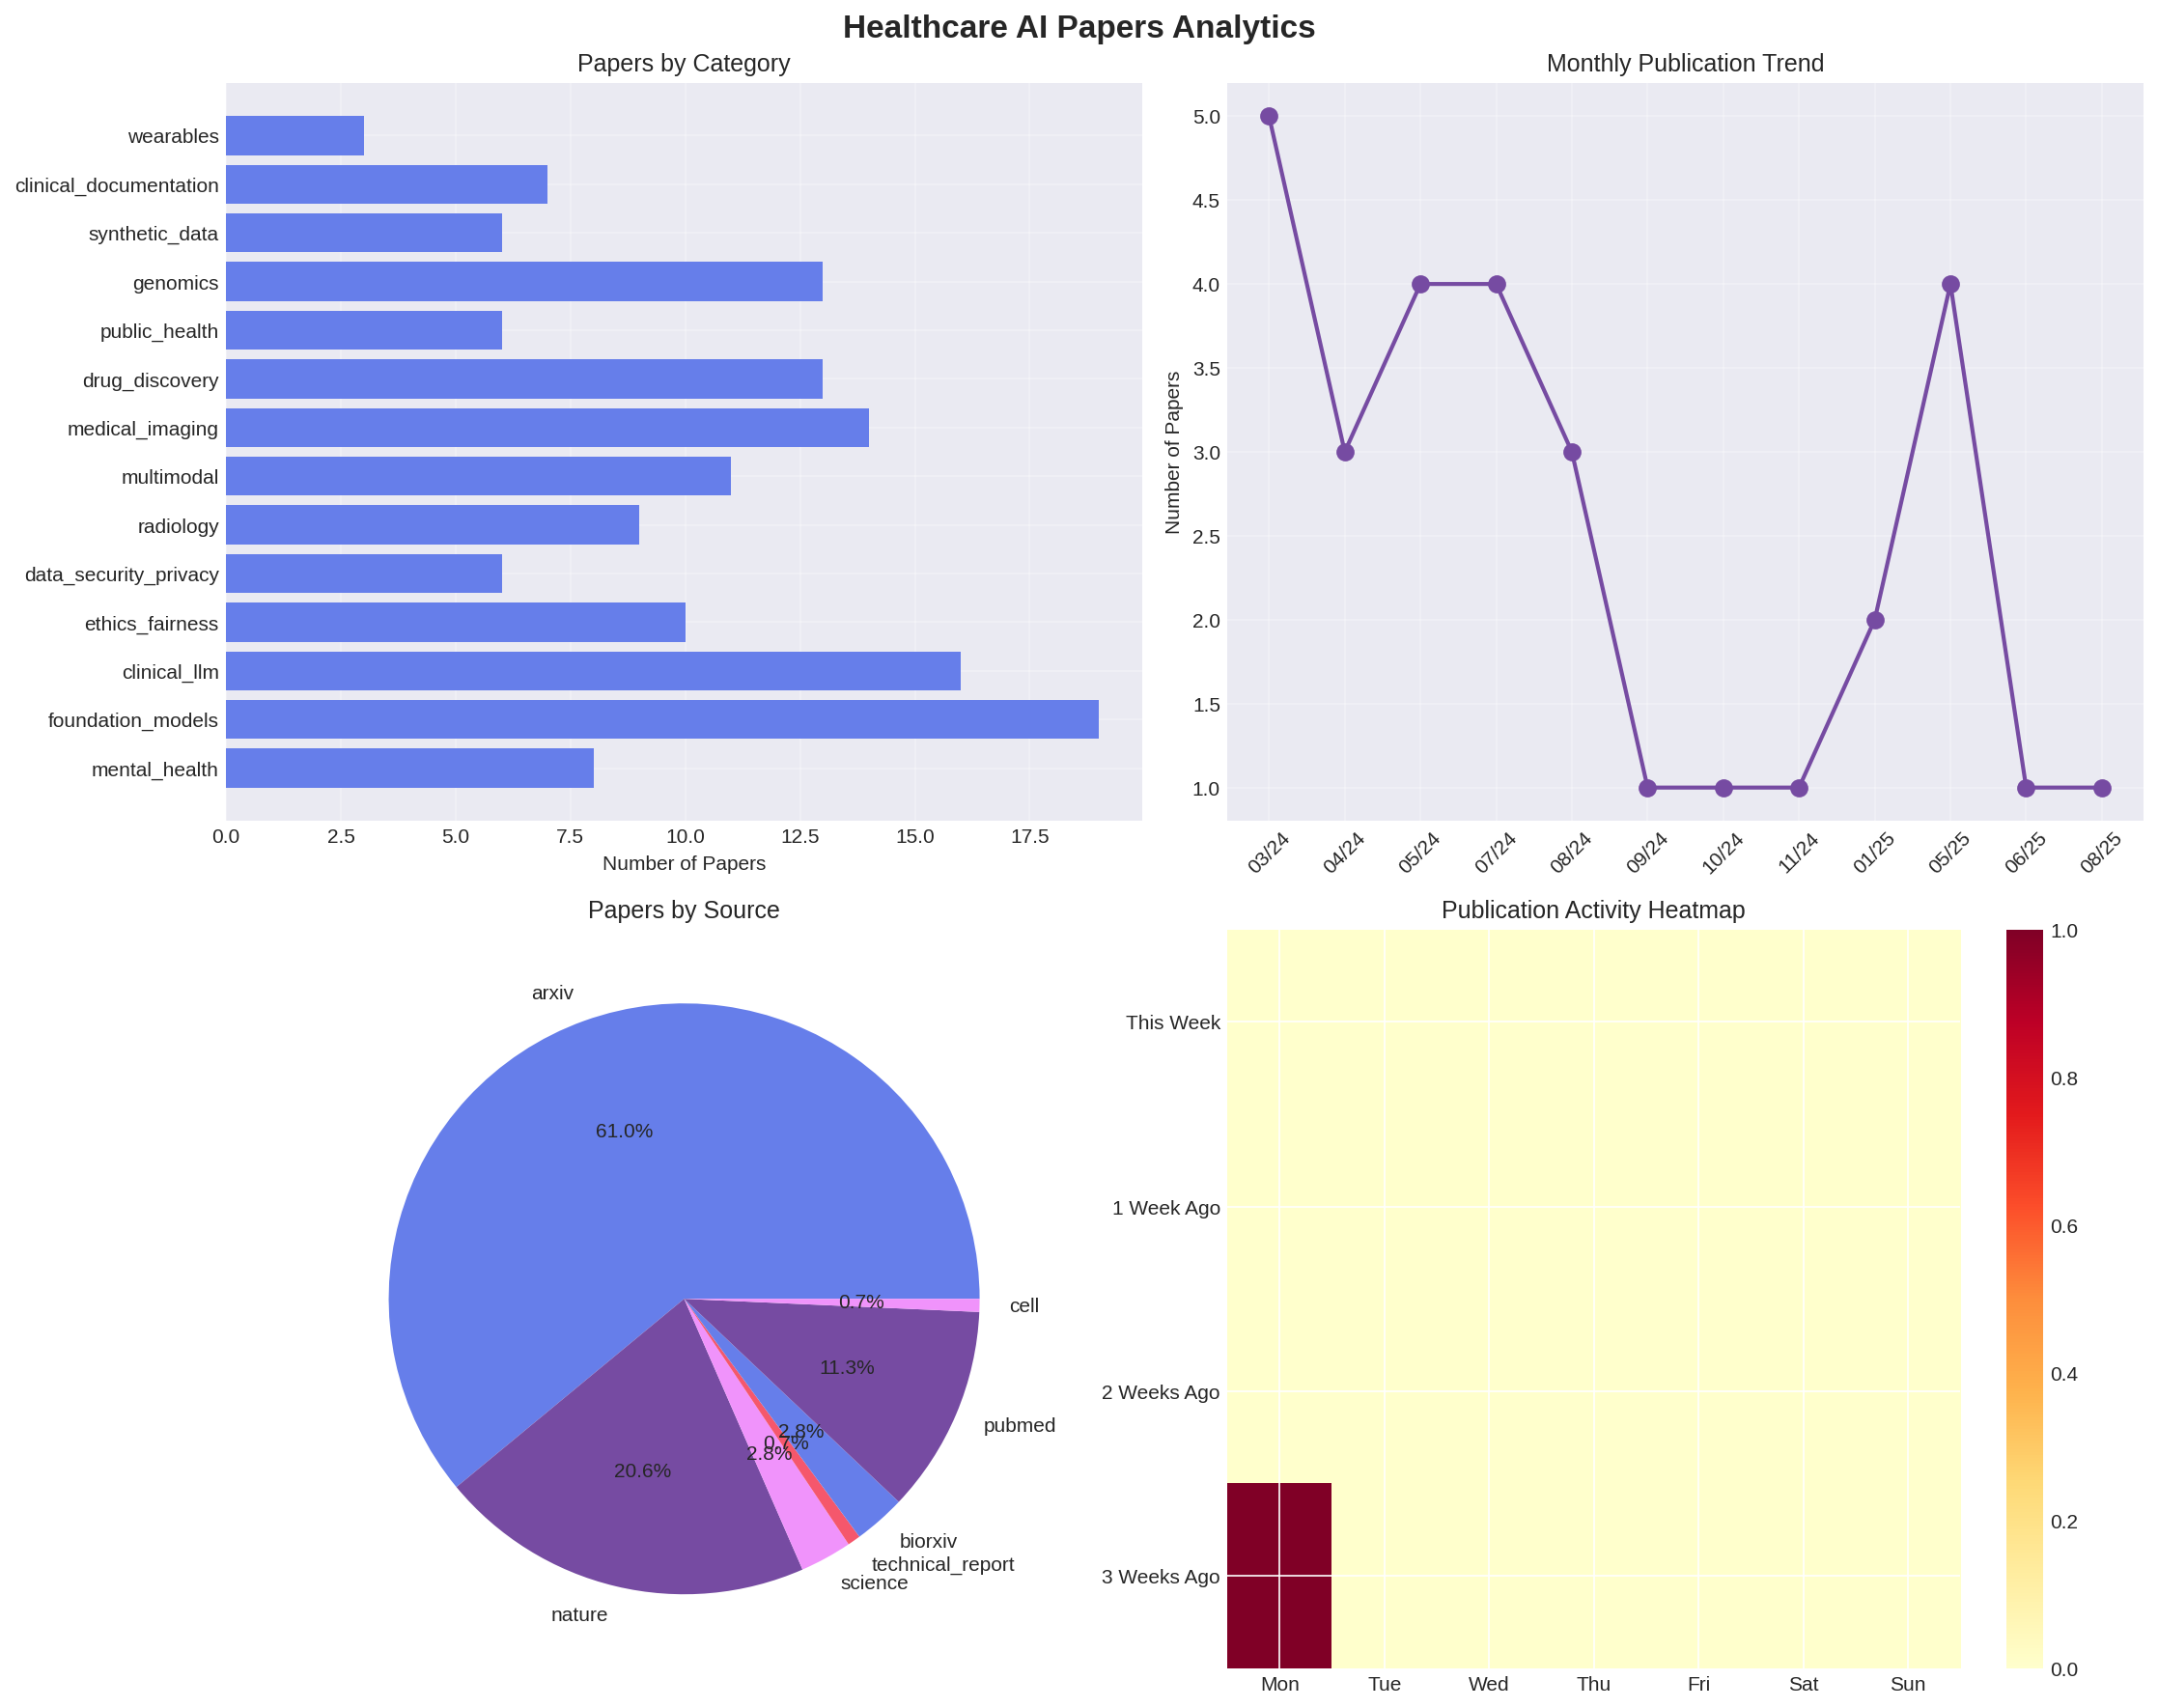 Healthcare AI Papers Analytics
Papers by Category
wearables
clinical_documentation
synthetic_data
genomics
public_health
drug_discovery
medical_imaging
multimodal
radiology
data_security_privacy
ethics_fairness
clinical_llm
foundation_models
mental_health
0.0 2.5 5.0 7.5 10.0 12.5 15.0 17.5
Number of Papers
Monthly Publication Trend
Number of Papers
5.0
4.5
4.0
3.5
3.0
2.5
2.0
1.5
1.0
03/24 04/24 05/24 07/24 08/24 09/24 10/24 11/24 01/25 05/25 06/25 08/25
Papers by Source
arxiv
61.0%
0.7%
cell
11.3%
pubmed
2.8%
0.7%
2.8%
20.6%
biorxiv
technical_report
science
nature
Publication Activity Heatmap
This Week
1 Week Ago
2 Weeks Ago
3 Weeks Ago
Mon Tue Wed Thu Fri Sat Sun
1.0
0.8
0.6
0.4
0.2
0.0